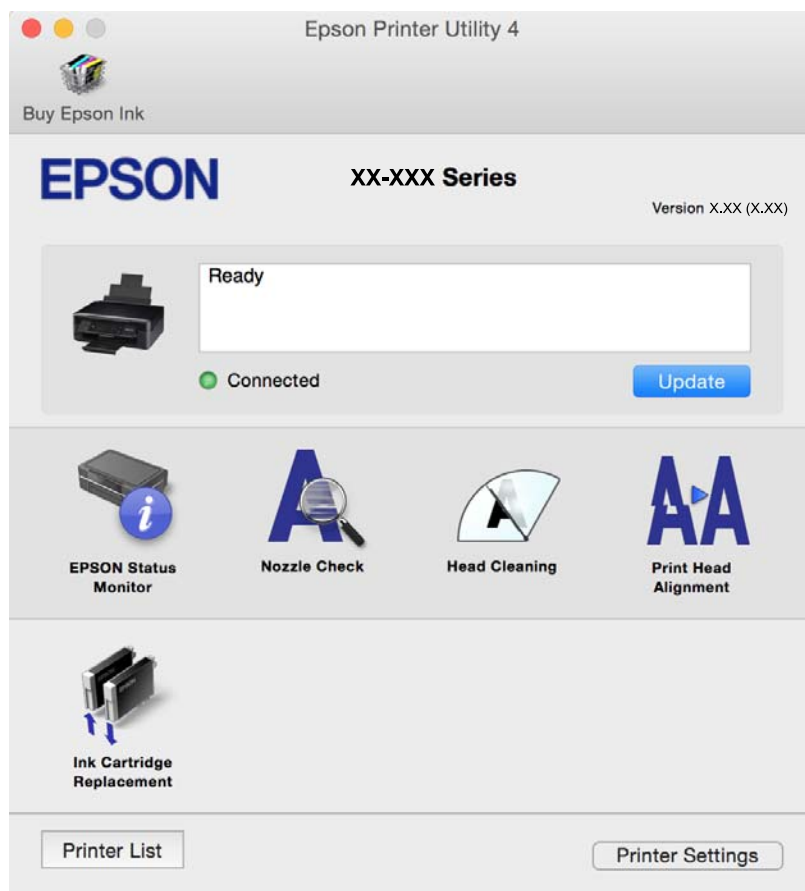 Epson Printer Utility 4
Buy Epson Ink
EPSON
XX-XXX Series
Version X.XX (X.XX)
Ready
Connected
Update
EPSON Status
Monitor
Nozzle Check
Head Cleaning
Print Head
Alignment
Ink Cartridge
Replacement
Printer List
Printer Settings